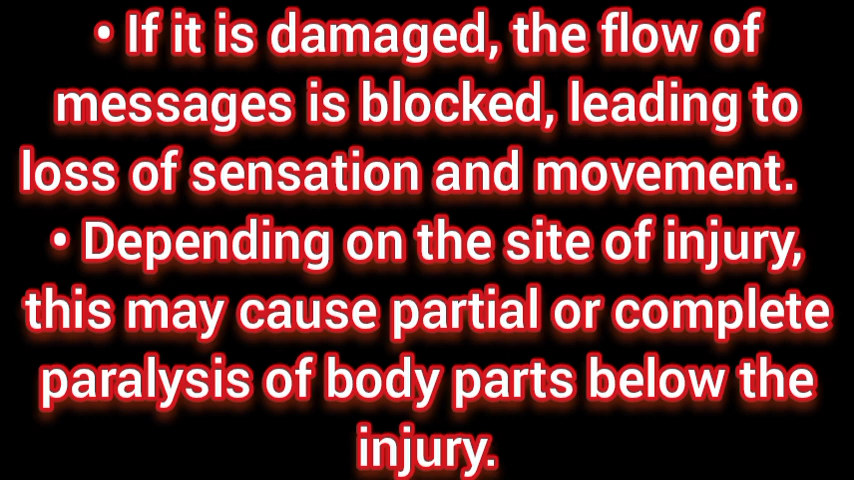 • If it is damaged, the flow of
messages is blocked, leading to
loss of sensation and movement.
• Depending on the site of injury,
this may cause partial or complete
paralysis of body parts below the
injury.